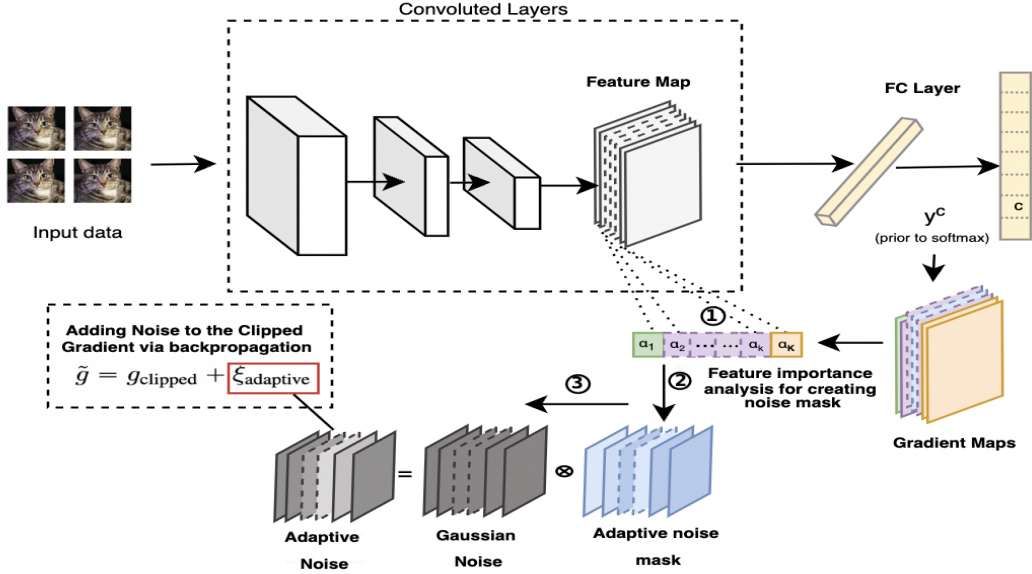 Convoluted Layers
Feature Map
FC Layer
Input data
C
y^C
(prior to softmax)
①
Adding Noise to the Clipped
Gradient via backpropagation
g̃ = g_clipped + ξ_adaptive
α₁ α₂ ···· ··· α_k α_K
Feature importance
analysis for creating
noise mask
②
③
Gradient Maps
=
⊗
Adaptive
Noise
Gaussian
Noise
Adaptive noise
mask